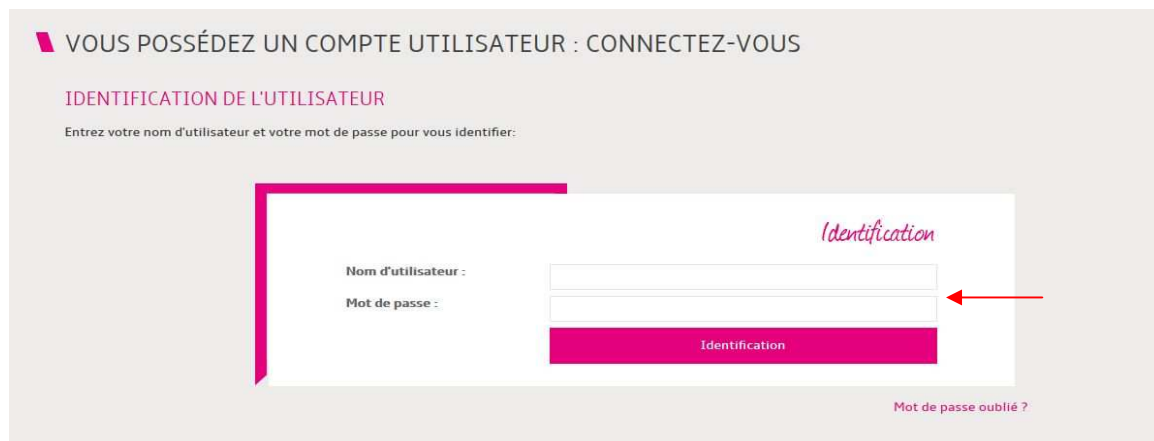 VOUS POSSÉDEZ UN COMPTE UTILISATEUR : CONNECTEZ-VOUS
IDENTIFICATION DE L'UTILISATEUR
Entrez votre nom d'utilisateur et votre mot de passe pour vous identifier:
Identification
Nom d'utilisateur :
Mot de passe :
Identification
Mot de passe oublié ?